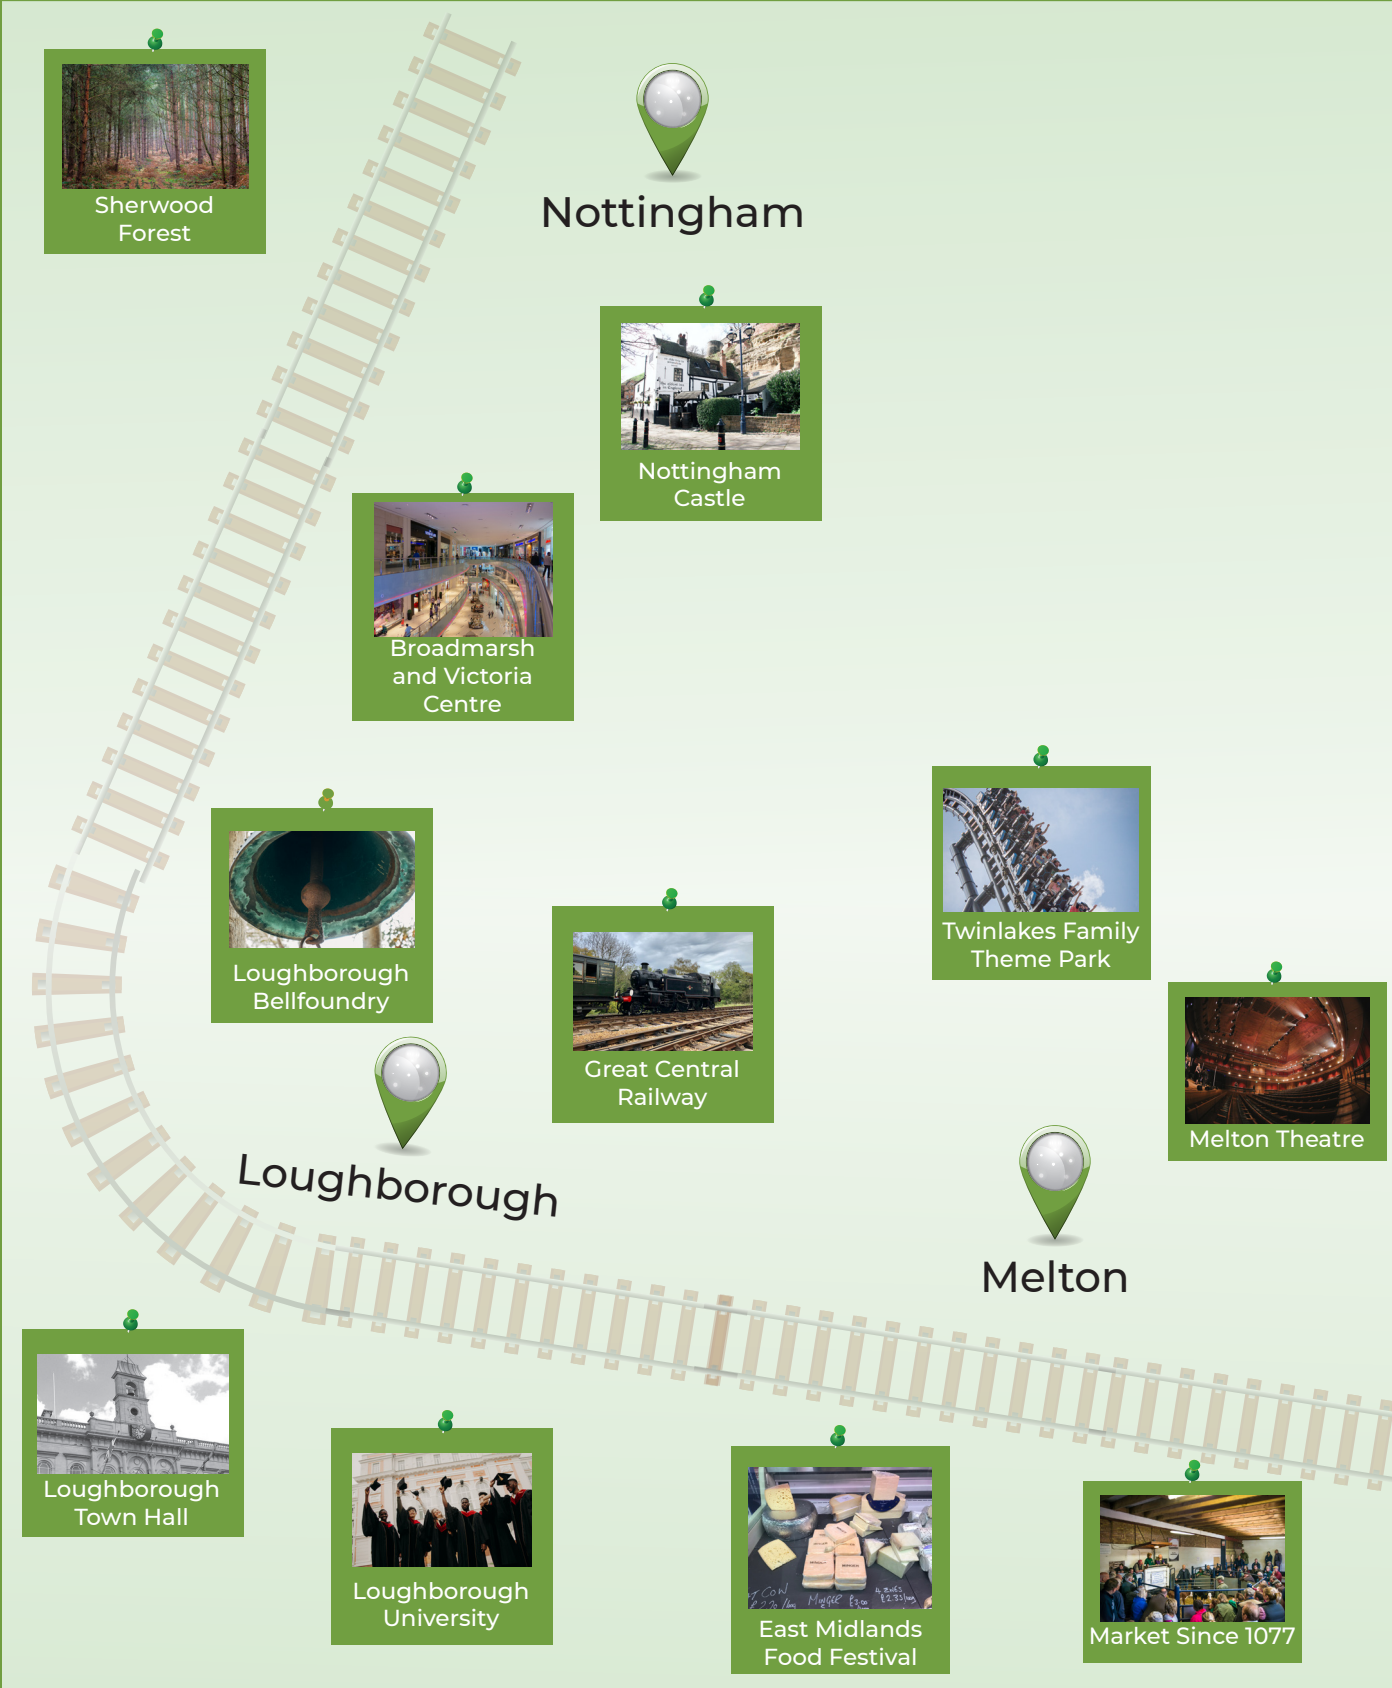 Sherwood
Forest
Nottingham
Nottingham
Castle
Broadmarsh
and Victoria
Centre
Loughborough
Bellfoundry
Great Central
Railway
Twinlakes Family
Theme Park
Melton Theatre
Loughborough
Melton
Loughborough
Town Hall
Loughborough
University
East Midlands
Food Festival
Market Since 1077